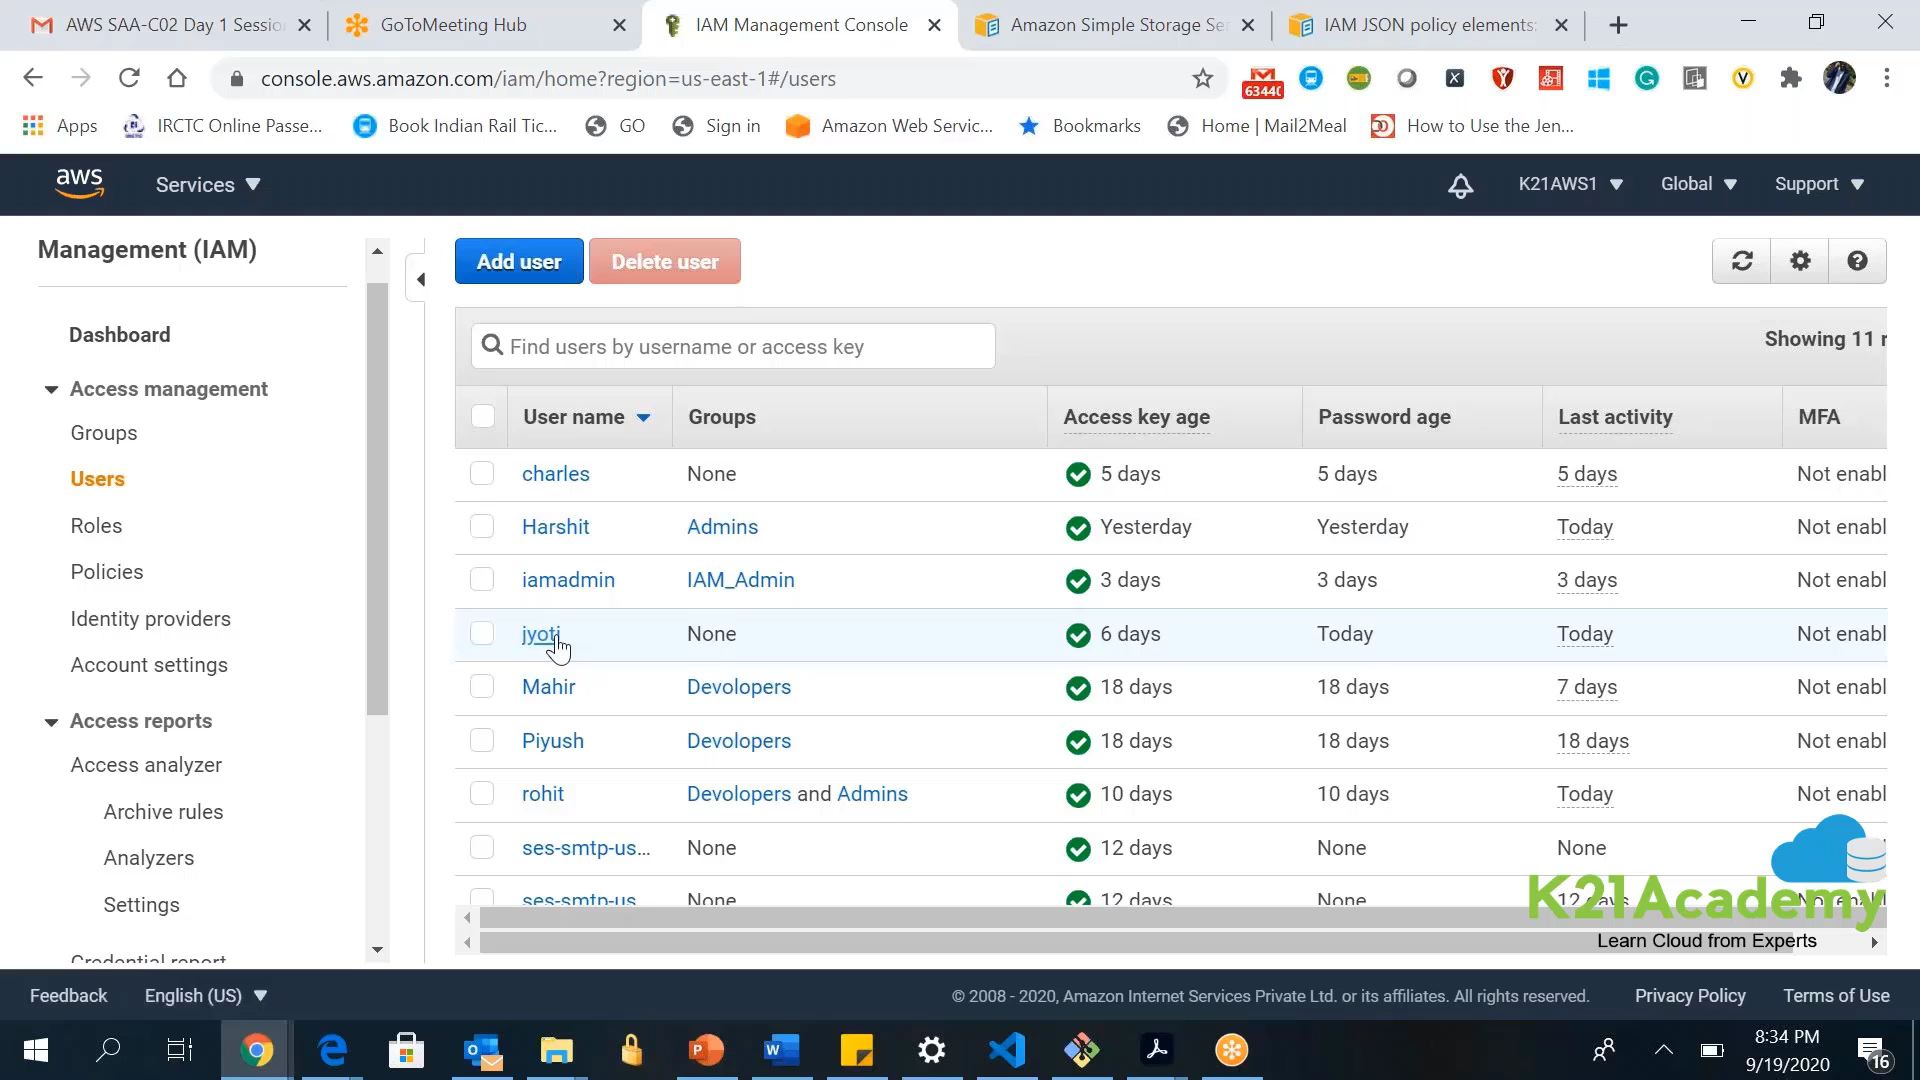 AWS SAA-C02 Day 1 Sessio
GoToMeeting Hub
IAM Management Console
Amazon Simple Storage Se
IAM JSON policy elements:
console.aws.amazon.com/iam/home?region=us-east-1#/users
63440
Apps
IRCTC Online Passe...
Book Indian Rail Tic...
GO
Sign in
Amazon Web Servic...
Bookmarks
Home | Mail2Meal
How to Use the Jen...
aws
Services
K21AWS1
Global
Support
Management (IAM)
Dashboard
Access management
Groups
Users
Roles
Policies
Identity providers
Account settings
Access reports
Access analyzer
Archive rules
Analyzers
Settings
Credential report
Add user
Delete user
Find users by username or access key
Showing 11 r
User name Groups Access key age Password age Last activity MFA
charles None 5 days 5 days 5 days Not enabl
Harshit Admins Yesterday Yesterday Today Not enabl
iamadmin IAM_Admin 3 days 3 days 3 days Not enabl
jyoti None 6 days Today Today Not enabl
Mahir Devolopers 18 days 18 days 7 days Not enabl
Piyush Devolopers 18 days 18 days 18 days Not enabl
rohit Devolopers and Admins 10 days 10 days Today Not enabl
ses-smtp-us... None 12 days None None
ses-smtp-us None 12 days None 12 days Not enabl
K21Academy
Learn Cloud from Experts
Feedback
English (US)
© 2008 - 2020, Amazon Internet Services Private Ltd. or its affiliates. All rights reserved.
Privacy Policy
Terms of Use
8:34 PM
9/19/2020
16